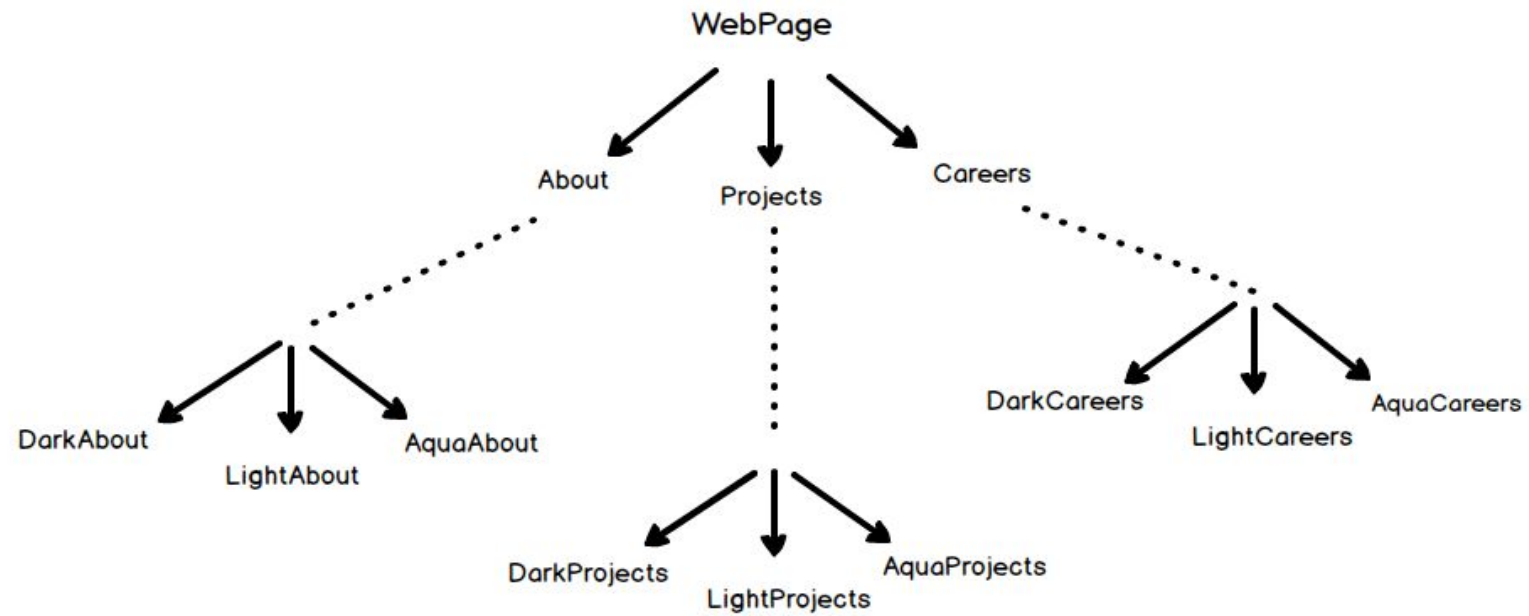 WebPage
About
Projects
Careers
DarkAbout
LightAbout
AquaAbout
DarkProjects
LightProjects
AquaProjects
DarkCareers
LightCareers
AquaCareers